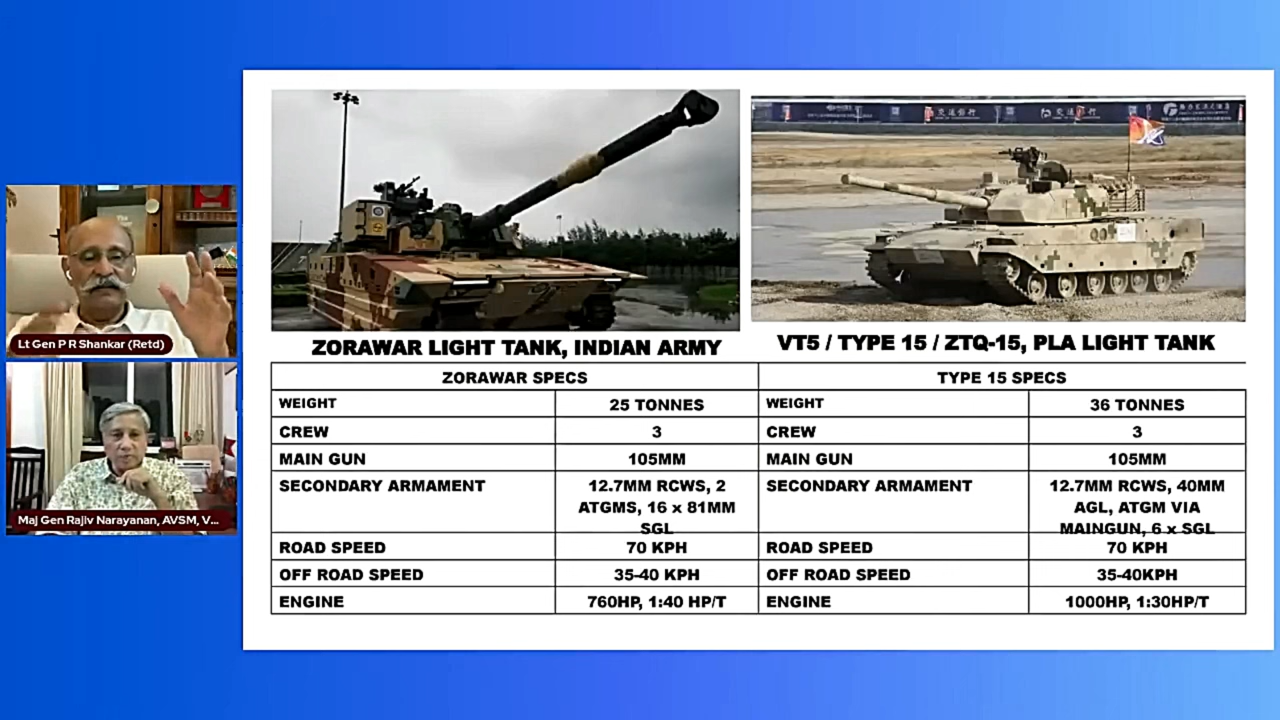 Lt Gen P R Shankar (Retd)
Maj Gen Rajiv Narayanan, AVSM, V...
ZORAWAR LIGHT TANK, INDIAN ARMY
VT5 / TYPE 15 / ZTQ-15, PLA LIGHT TANK
ZORAWAR SPECS
TYPE 15 SPECS
WEIGHT
25 TONNES
WEIGHT
36 TONNES
CREW
3
CREW
3
MAIN GUN
105MM
MAIN GUN
105MM
SECONDARY ARMAMENT
12.7MM RCWS, 2
ATGMS, 16 x 81MM
SGL
SECONDARY ARMAMENT
12.7MM RCWS, 40MM
AGL, ATGM VIA
MAINGUN, 6 x SGL
ROAD SPEED
70 KPH
ROAD SPEED
70 KPH
OFF ROAD SPEED
35-40 KPH
OFF ROAD SPEED
35-40KPH
ENGINE
760HP, 1:40 HP/T
ENGINE
1000HP, 1:30HP/T